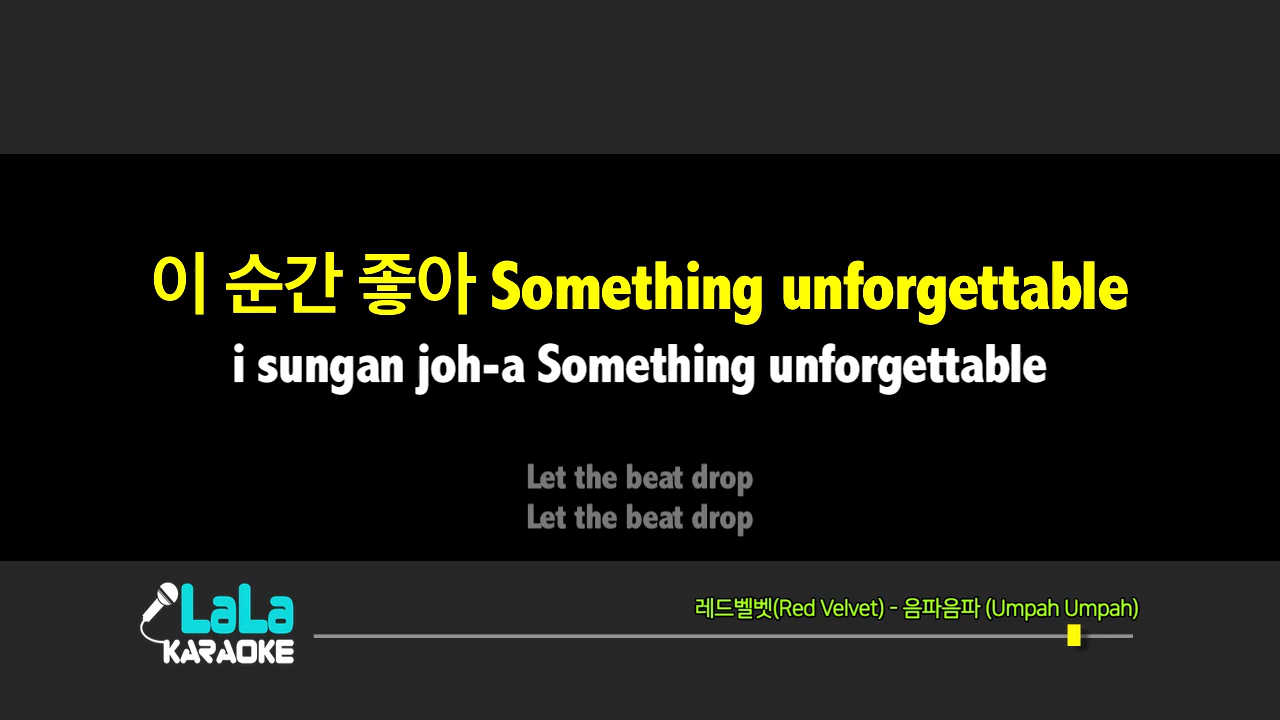 이 순간 좋아 Something unforgettable
i sungan joh-a Something unforgettable
Let the beat drop
Let the beat drop
레드벨벳(Red Velvet) - 음파음파 (Umpah Umpah)
LaLa
KARAOKE